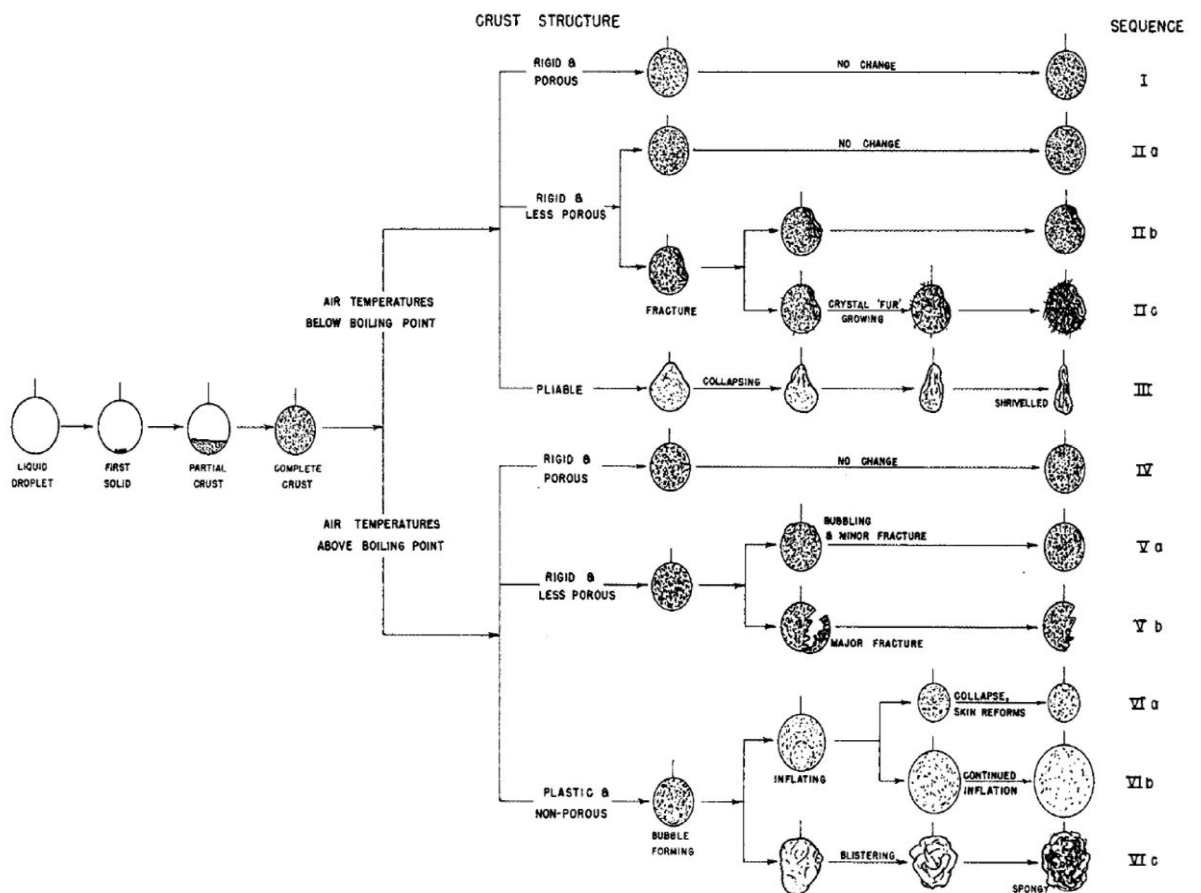 CRUST STRUCTURE
SEQUENCE
RIGID &
POROUS
NO CHANGE
I
NO CHANGE
II a
RIGID &
LESS POROUS
II b
FRACTURE
CRYSTAL 'FUR'
GROWING
II c
AIR TEMPERATURES
BELOW BOILING POINT
PLIABLE
COLLAPSING
SHRIVELLED
III
LIQUID
DROPLET
FIRST
SOLID
PARTIAL
CRUST
COMPLETE
CRUST
RIGID &
POROUS
NO CHANGE
IV
AIR TEMPERATURES
ABOVE BOILING POINT
BUBBLING
& MINOR FRACTURE
V a
RIGID &
LESS POROUS
MAJOR FRACTURE
V b
COLLAPSE,
SKIN REFORMS
VI a
INFLATING
CONTINUED
INFLATION
VI b
PLASTIC &
NON-POROUS
BUBBLE
FORMING
BLISTERING
SPONGY
VI c